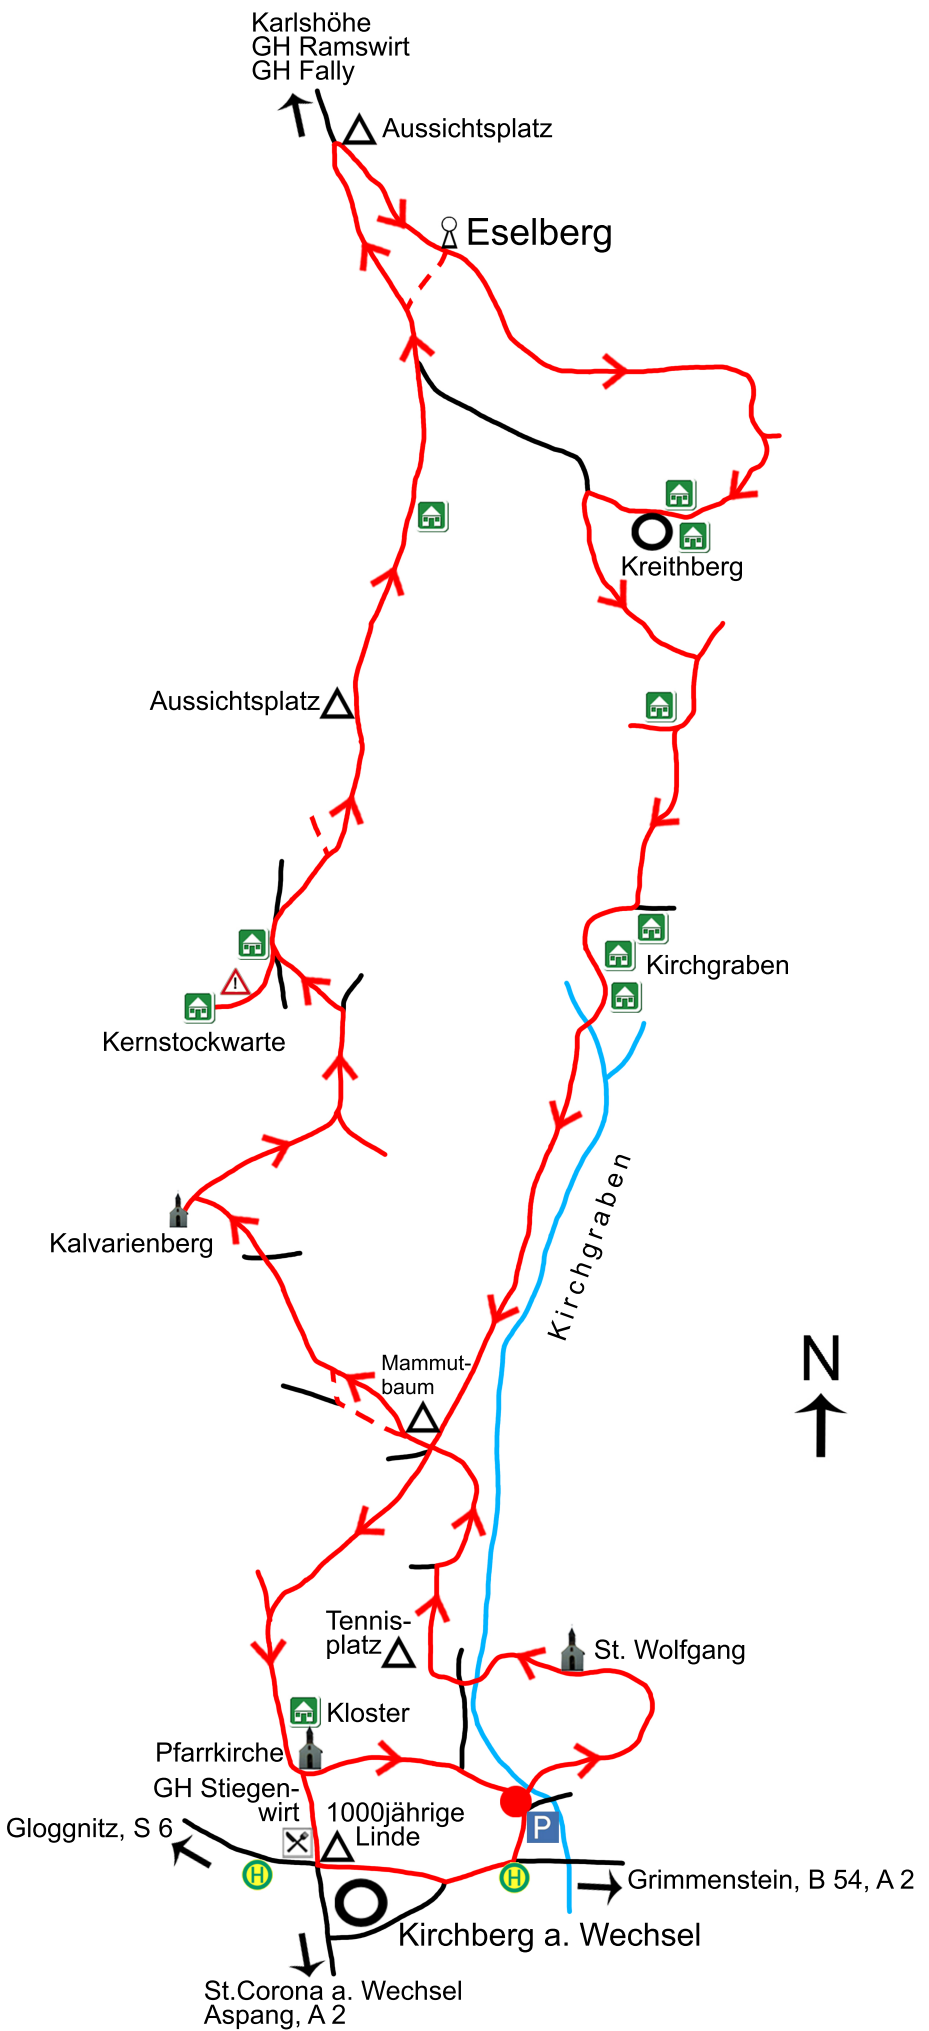 Karlshöhe
GH Ramswirt
GH Fally
Aussichtsplatz
Eselberg
Kreithberg
Aussichtsplatz
!
Kirchgraben
Kernstockwarte
Kirchgraben
Kalvarienberg
N
Mammut-
baum
Tennis-
platz
St. Wolfgang
Kloster
Pfarrkirche
GH Stiegen-
wirt
1000jährige
Linde
Gloggnitz, S 6
P
H
H
Grimmenstein, B 54, A 2
Kirchberg a. Wechsel
St.Corona a. Wechsel
Aspang, A 2